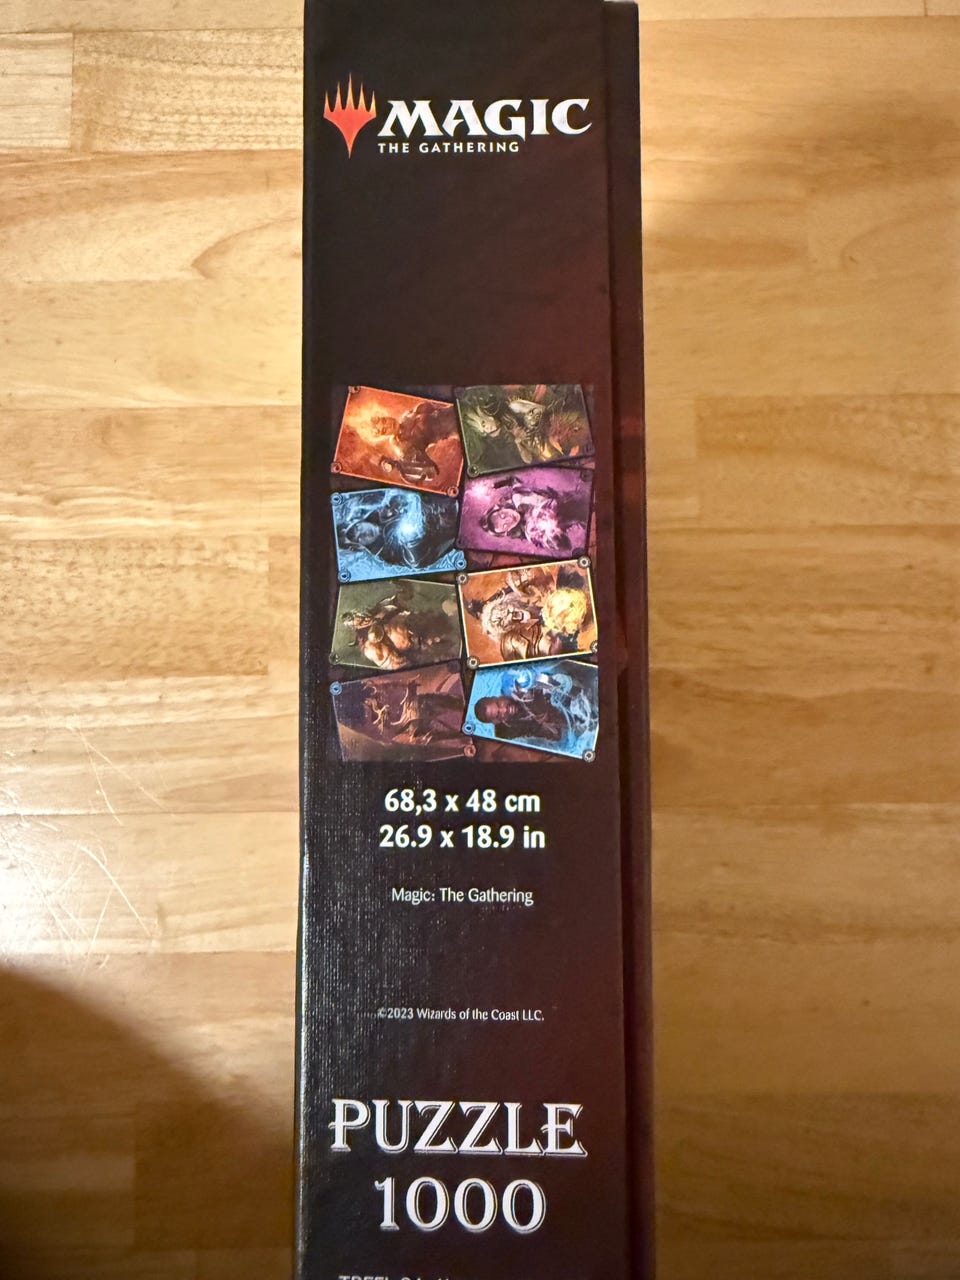 MAGIC
THE GATHERING
68,3 x 48 cm
26.9 x 18.9 in
Magic: The Gathering
©2023 Wizards of the Coast LLC.
PUZZLE
1000